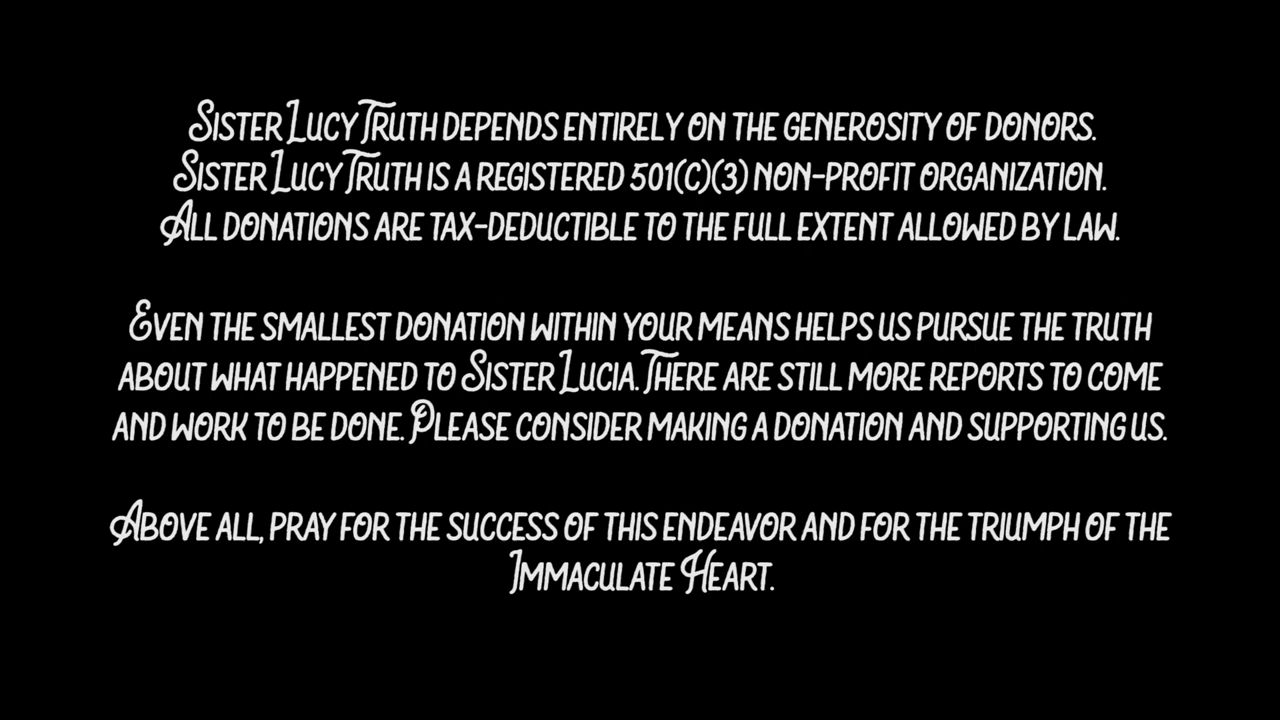 Sister Lucy Truth depends entirely on the generosity of donors.
Sister Lucy Truth is a registered 501(c)(3) non-profit organization.
All donations are tax-deductible to the full extent allowed by law.
Even the smallest donation within your means helps us pursue the truth
about what happened to Sister Lucia. There are still more reports to come
and work to be done. Please consider making a donation and supporting us.
Above all, pray for the success of this endeavor and for the triumph of the
Immaculate Heart.